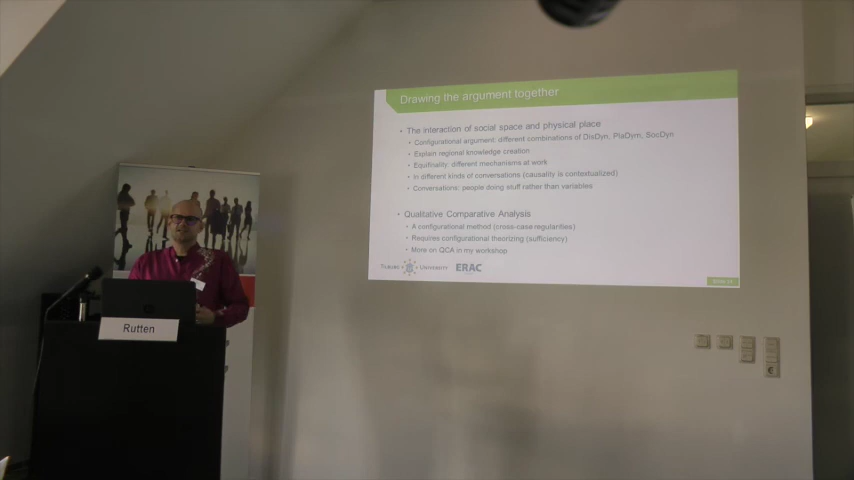 Drawing the argument together
• The interaction of social space and physical place
• Configurational argument: different combinations of DisDyn, PlaDym, SocDyn
• Explain regional knowledge creation
• Equifinality: different mechanisms at work
• in different kinds of conversations (causality is contextualized)
• Conversations: people doing stuff rather than variables
• Qualitative Comparative Analysis
• A configurational method (cross-case regularities)
• Requires configurational theorizing (sufficiency)
• More on QCA in my workshop
Tilburg University ERAC
Rutten